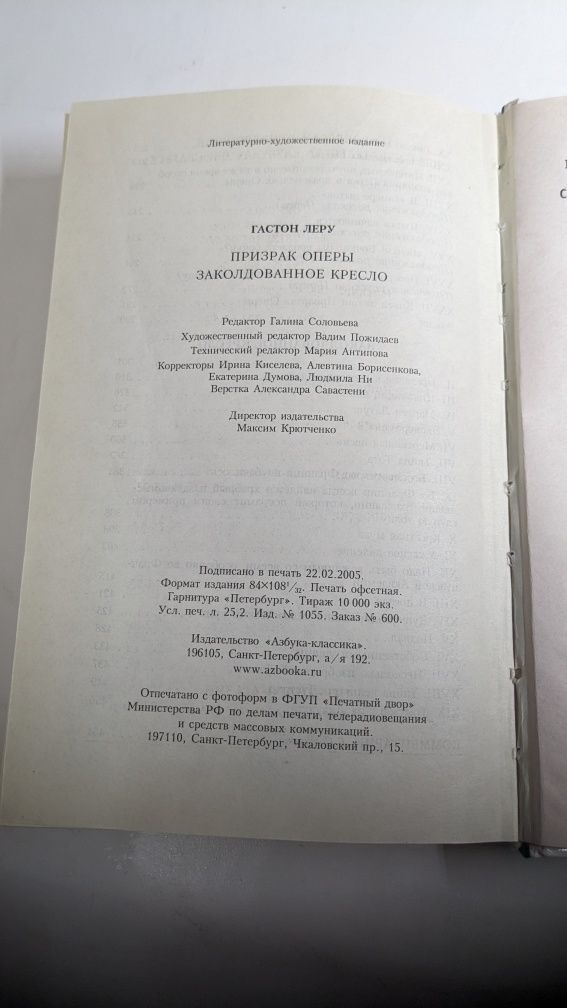 Литературно-художественное издание
ГАСТОН ЛЕРУ
ПРИЗРАК ОПЕРЫ
ЗАКОЛДОВАННОЕ КРЕСЛО
Редактор Галина Соловьева
Художественный редактор Вадим Пожидаев
Технический редактор Мария Антипова
Корректоры Ирина Киселева, Алевтина Борисенкова,
Екатерина Думова, Людмила Ни
Верстка Александра Савастени
Директор издательства
Максим Крютченко
Подписано в печать 22.02.2005.
Формат издания 84×108¹/₃₂. Печать офсетная.
Гарнитура «Петербург». Тираж 10 000 экз.
Усл. печ. л. 25,2. Изд. № 1055. Заказ № 600.
Издательство «Азбука-классика».
196105, Санкт-Петербург, а/я 192.
www.azbooka.ru
Отпечатано с фотоформ в ФГУП «Печатный двор»
Министерства РФ по делам печати, телерадиовещания
и средств массовых коммуникаций.
197110, Санкт-Петербург, Чкаловский пр., 15.